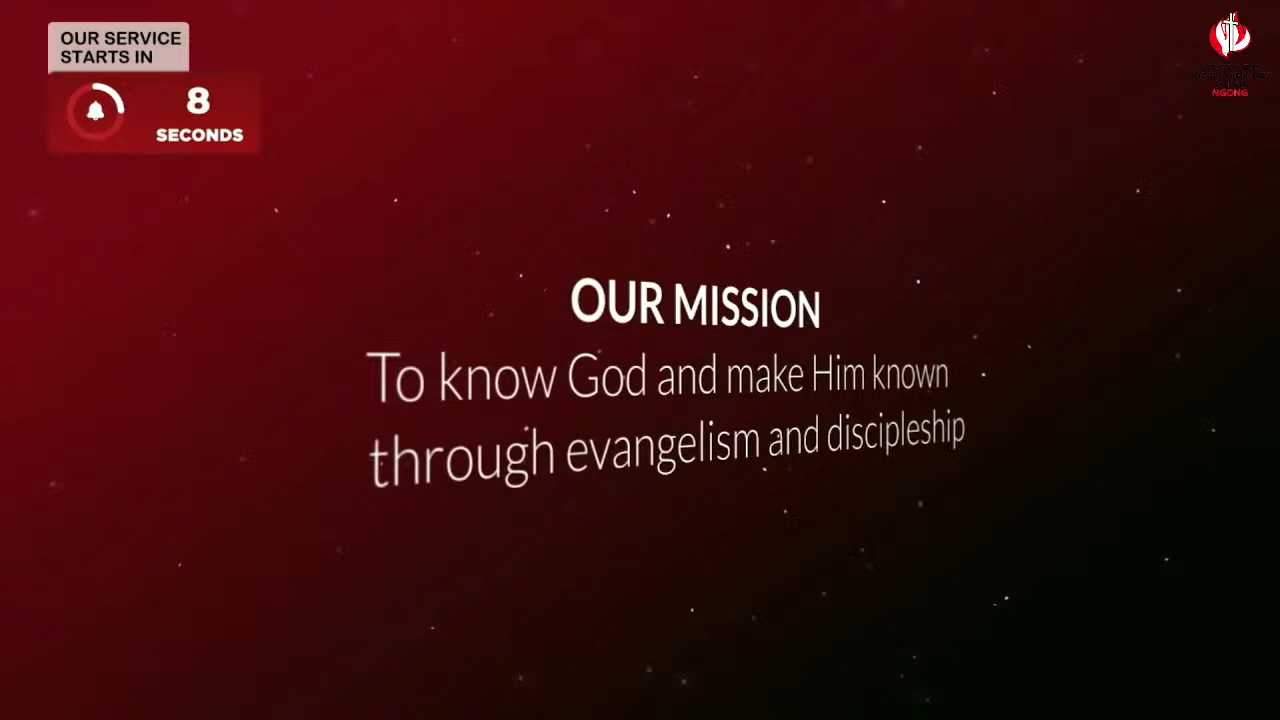 OUR SERVICE
STARTS IN
8
SECONDS
NGONG
OUR MISSION
To know God and make Him known
through evangelism and discipleship